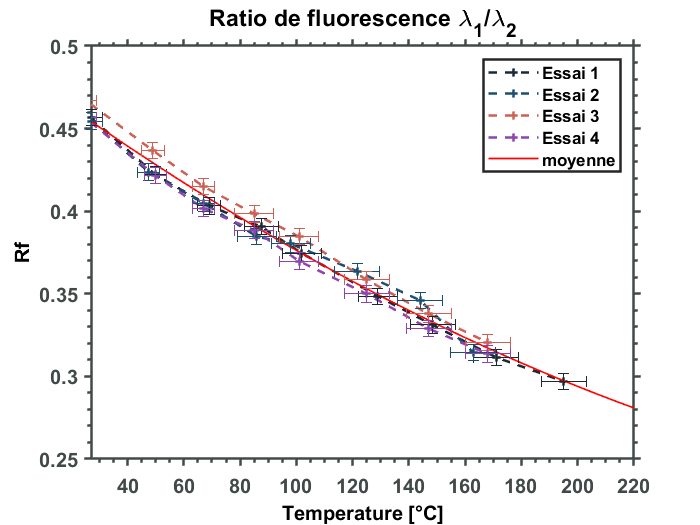 Ratio de fluorescence λ1/λ2
0.5
0.45
0.4
0.35
0.3
0.25
Rf
Essai 1
Essai 2
Essai 3
Essai 4
moyenne
40 60 80 100 120 140 160 180 200 220
Temperature [°C]